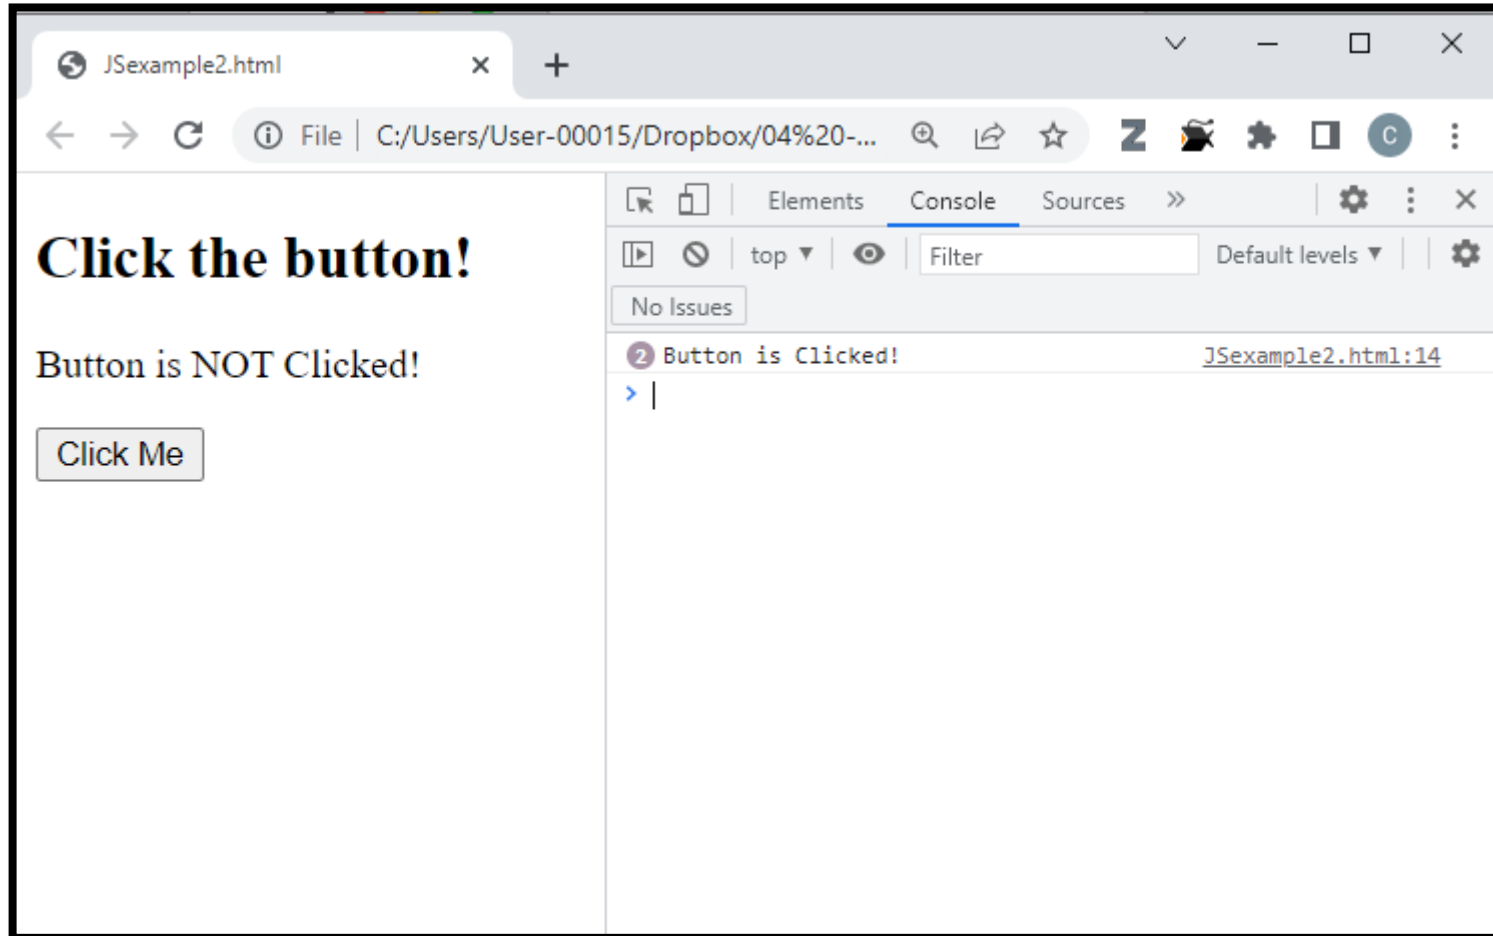 JSexample2.html
File C:/Users/User-00015/Dropbox/04%20-... Z C
Click the button!
Button is NOT Clicked!
Click Me
Elements Console Sources
top Filter Default levels
No Issues
2 Button is Clicked! JSexample2.html:14